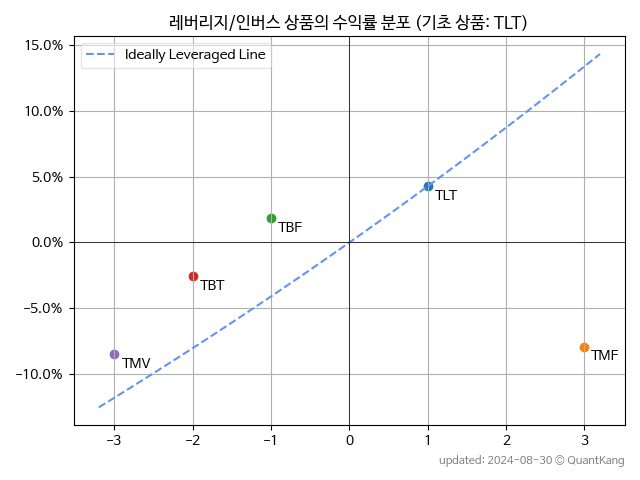 레버리지/인버스 상품의 수익률 분포 (기초 상품: TLT)
15.0%
Ideally Leveraged Line
10.0%
5.0%
TLT
TBF
0.0%
TBT
−5.0%
TMV
TMF
−10.0%
−3 −2 −1 0 1 2 3
updated: 2024-08-30 © QuantKang